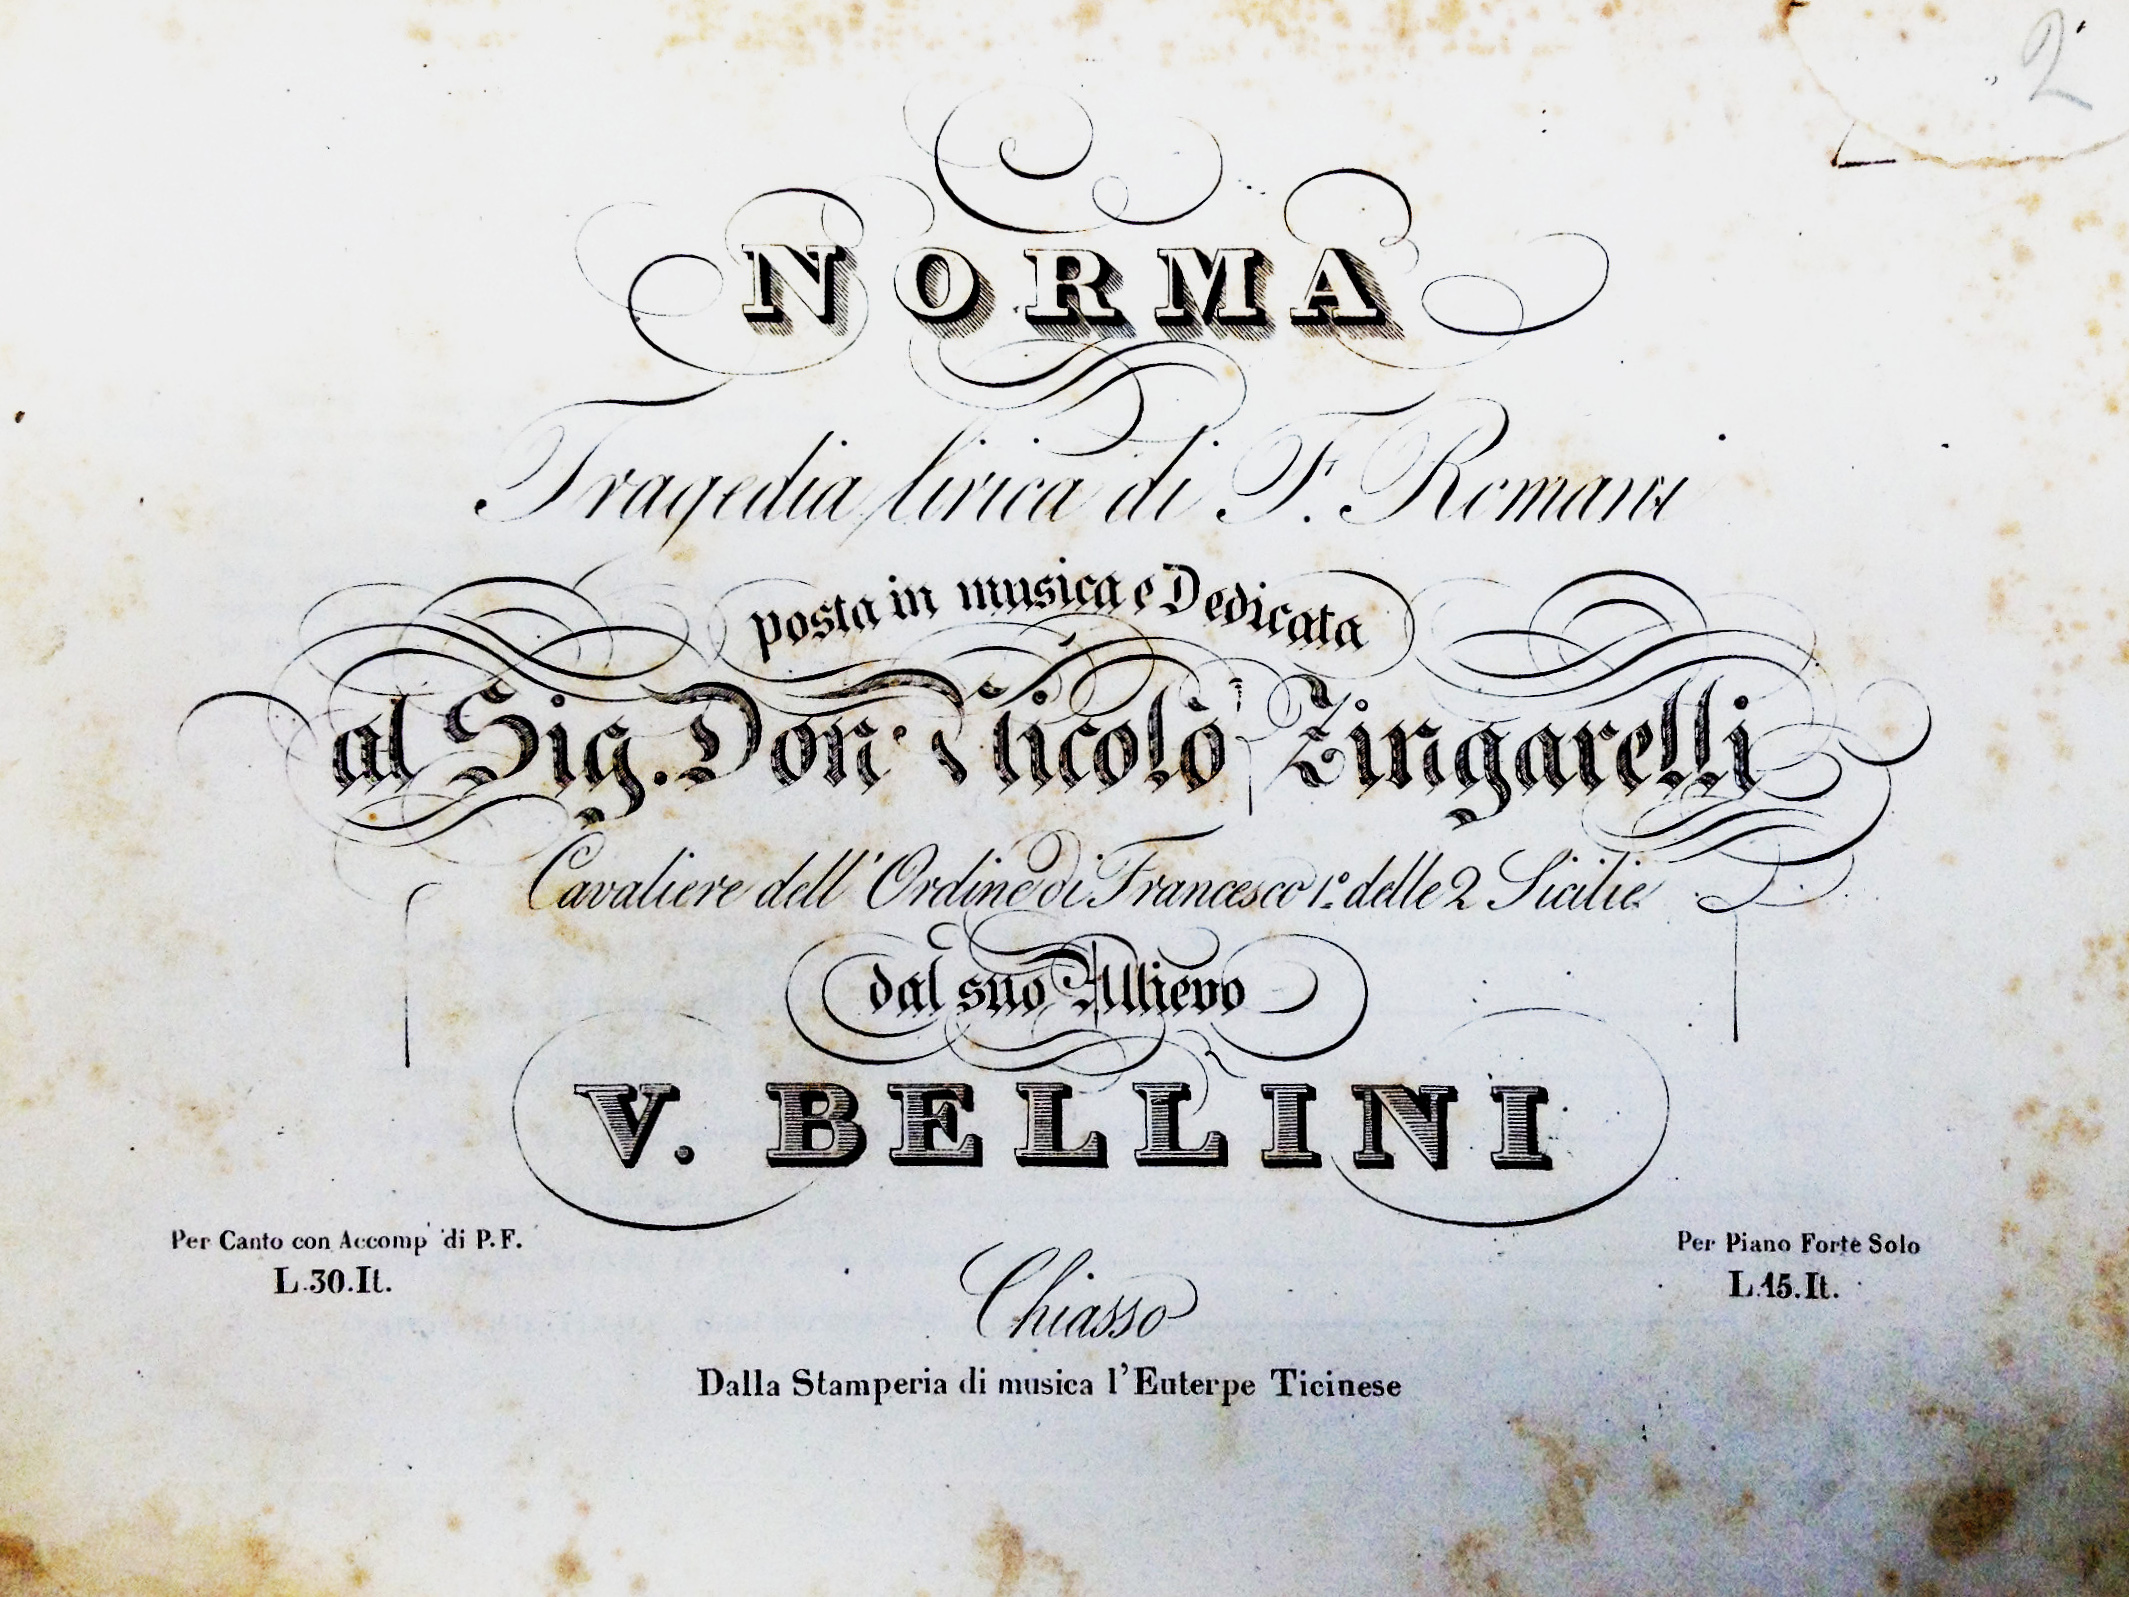 2
NORMA
Tragedia lirica di F. Romani
posta in musica e Dedicata
al Sig. Don Nicolò Zingarelli
Cavaliere dell' Ordine di Francesco 1º delle 2 Sicilie
dal suo Allievo
V. BELLINI
Per Canto con Accomp' di P.F.
L.30.It.
Per Piano Forte Solo
L.15.It.
Chiasso
Dalla Stamperia di musica l'Euterpe Ticinese